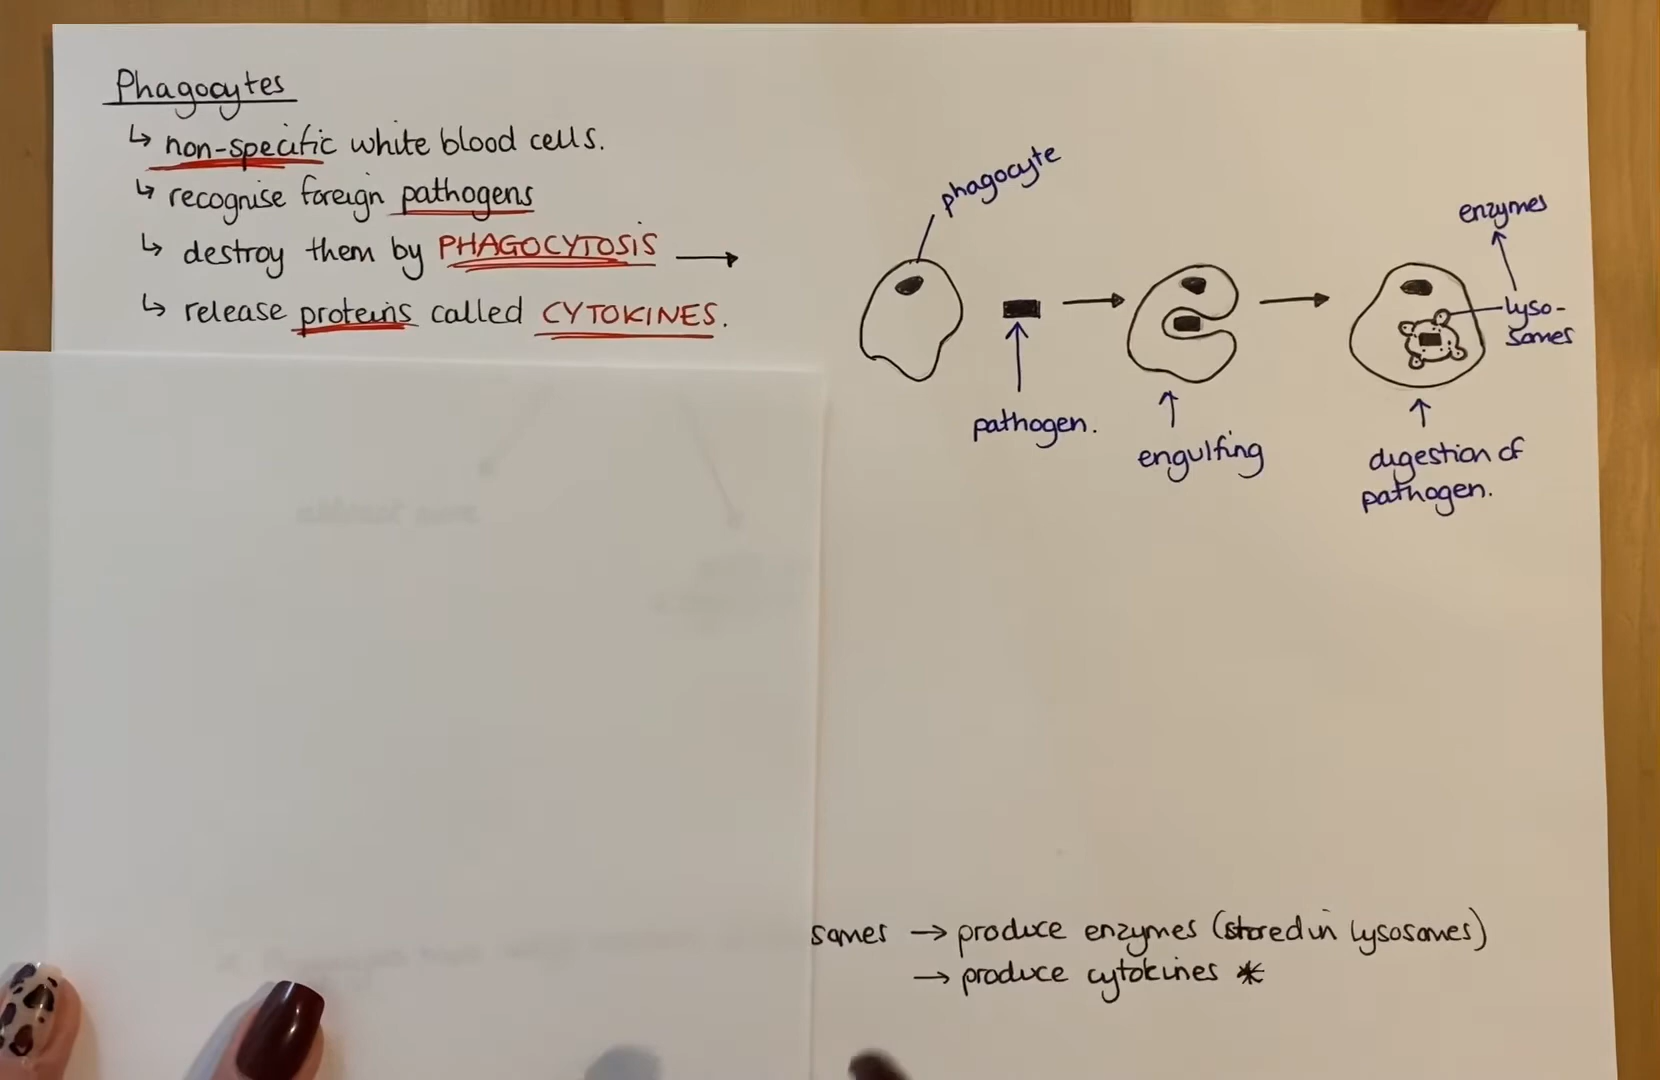 Phagocytes
↳ non-specific white blood cells.
↳ recognise foreign pathogens
↳ destroy them by PHAGOCYTOSIS →
↳ release proteins called CYTOKINES.
phagocyte
pathogen.
engulfing
enzymes
lyso-
somes
digestion of
pathogen.
somes → produce enzymes (stored in lysosomes)
→ produce cytokines *